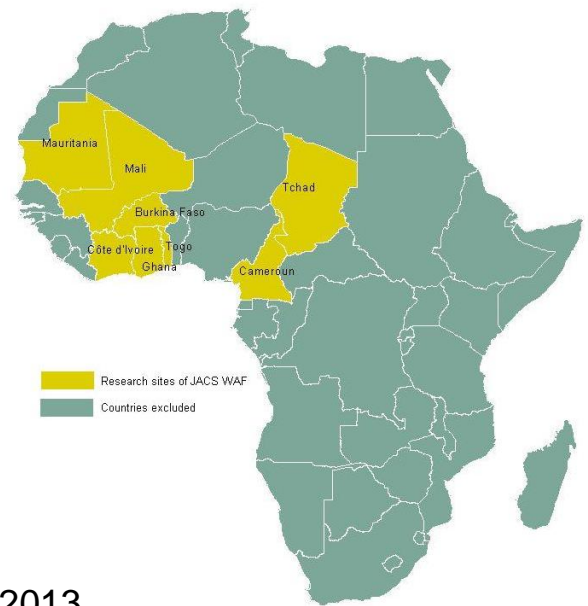 Mauritania
Mali
Tchad
Burkina Faso
Côte d'Ivoire
Togo
Ghana
Cameroun
Research sites of JACS WAF
Countries excluded
2013